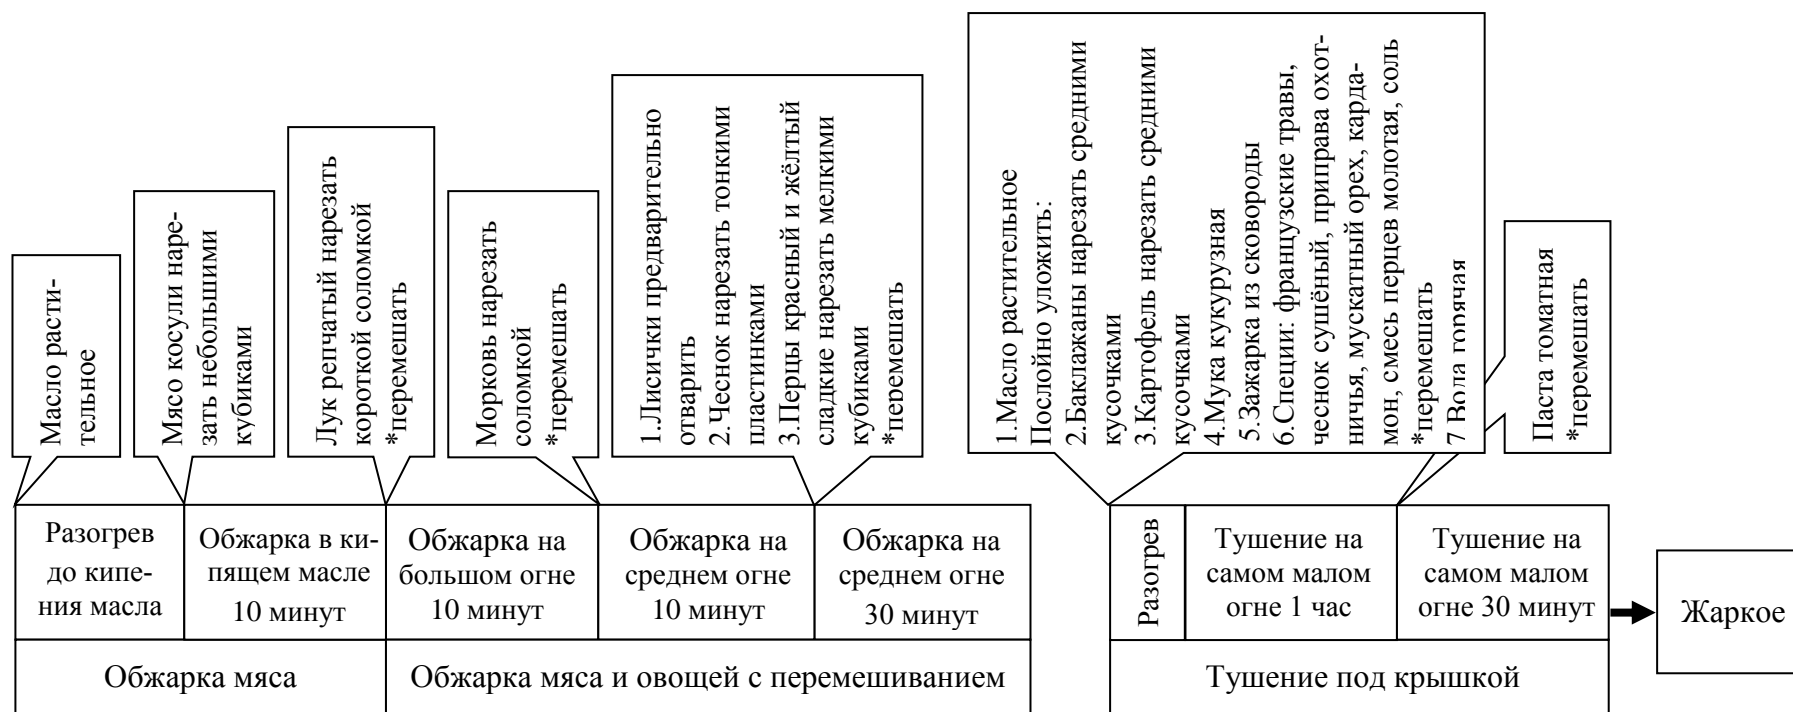 Масло расти-
тельное
Мясо косули наре-
зать небольшими
кубиками
Лук репчатый нарезать
короткой соломкой
*перемешать
Морковь нарезать
соломкой
*перемешать
1.Лисички предварительно
отварить
2.Чеснок нарезать тонкими
пластинками
3.Перцы красный и жёлтый
сладкие нарезать мелкими
кубиками
*перемешать
1.Масло растительное
Послойно уложить:
2.Баклажаны нарезать средними
кусочками
3.Картофель нарезать средними
кусочками
4.Мука кукурузная
5.Зажарка из сковороды
6.Специи: французские травы,
чеснок сушёный, приправа охот-
ничья, мускатный орех, карда-
мон, смесь перцев молотая, соль
*перемешать
7 Вода горячая
Паста томатная
*перемешать
Разогрев
до кипе-
ния масла
Обжарка в ки-
пящем масле
10 минут
Обжарка на
большом огне
10 минут
Обжарка на
среднем огне
10 минут
Обжарка на
среднем огне
30 минут
Разогрев
Тушение на
самом малом
огне 1 час
Тушение на
самом малом
огне 30 минут
Жаркое
Обжарка мяса
Обжарка мяса и овощей с перемешиванием
Тушение под крышкой